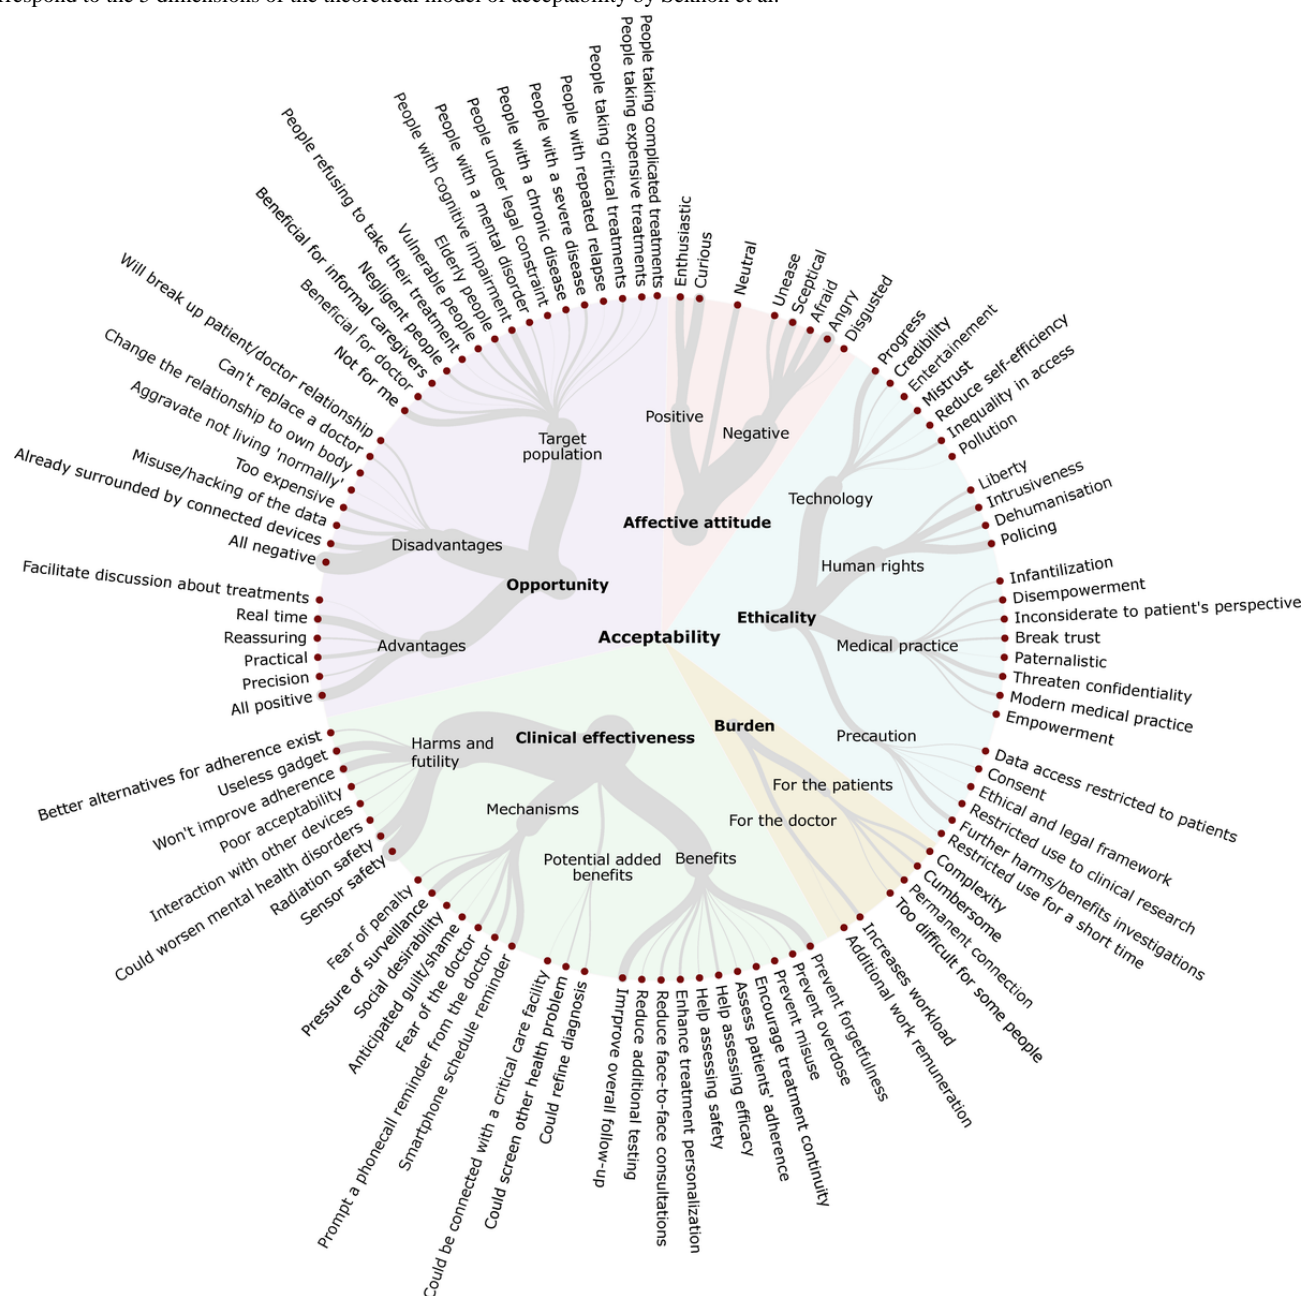 respond to the 5 dimensions of the theoretical model of acceptability by Sekhon et al.
Acceptability
Affective attitude
Positive
Enthusiastic
Curious
Neutral
Negative
Unease
Sceptical
Afraid
Angry
Disgusted
Ethicality
Technology
Progress
Credibility
Entertainement
Mistrust
Reduce self-efficiency
Inequality in access
Pollution
Human rights
Liberty
Intrusiveness
Dehumanisation
Policing
Medical practice
Infantilization
Disempowerment
Inconsiderate to patient's perspective
Break trust
Paternalistic
Threaten confidentiality
Modern medical practice
Empowerment
Precaution
Data access restricted to patients
Consent
Ethical and legal framework
Restricted use to clinical research
Further harms/benefits investigations
Restricted use for a short time
Burden
For the patients
Complexity
Cumbersome
Permanent connection
Too difficult for some people
For the doctor
Increases workload
Additional work remuneration
Clinical effectiveness
Benefits
Prevent forgetfulness
Prevent overdose
Prevent misuse
Encourage treatment continuity
Assess patients' adherence
Help assessing efficacy
Help assessing safety
Enhance treatment personalization
Reduce face-to-face consultations
Reduce additional testing
Imrprove overall follow-up
Potential added
benefits
Could refine diagnosis
Could screen other health problem
Could be connected with a critical care facility
Mechanisms
Smartphone schedule reminder
Prompt a phonecall reminder from the doctor
Fear of the doctor
Anticipated guilt/shame
Social desirability
Pressure of surveillance
Fear of penalty
Harms and
futility
Sensor safety
Radiation safety
Could worsen mental health disorders
Interaction with other devices
Poor acceptability
Won't improve adherence
Useless gadget
Better alternatives for adherence exist
Opportunity
Advantages
All positive
Precision
Practical
Reassuring
Real time
Facilitate discussion about treatments
Disadvantages
All negative
Already surrounded by connected devices
Misuse/hacking of the data
Too expensive
Aggravate not living 'normally'
Change the relationship to own body
Can't replace a doctor
Will break up patient/doctor relationship
Target
population
Not for me
Beneficial for doctor
Beneficial for informal caregivers
Negligent people
People refusing to take their treatment
Vulnerable people
Elderly people
People with cognitive impairment
People with a mental disorder
People under legal constraint
People with a chronic disease
People with a severe disease
People with repeated relapse
People taking critical treatments
People taking expensive treatments
People taking complicated treatments